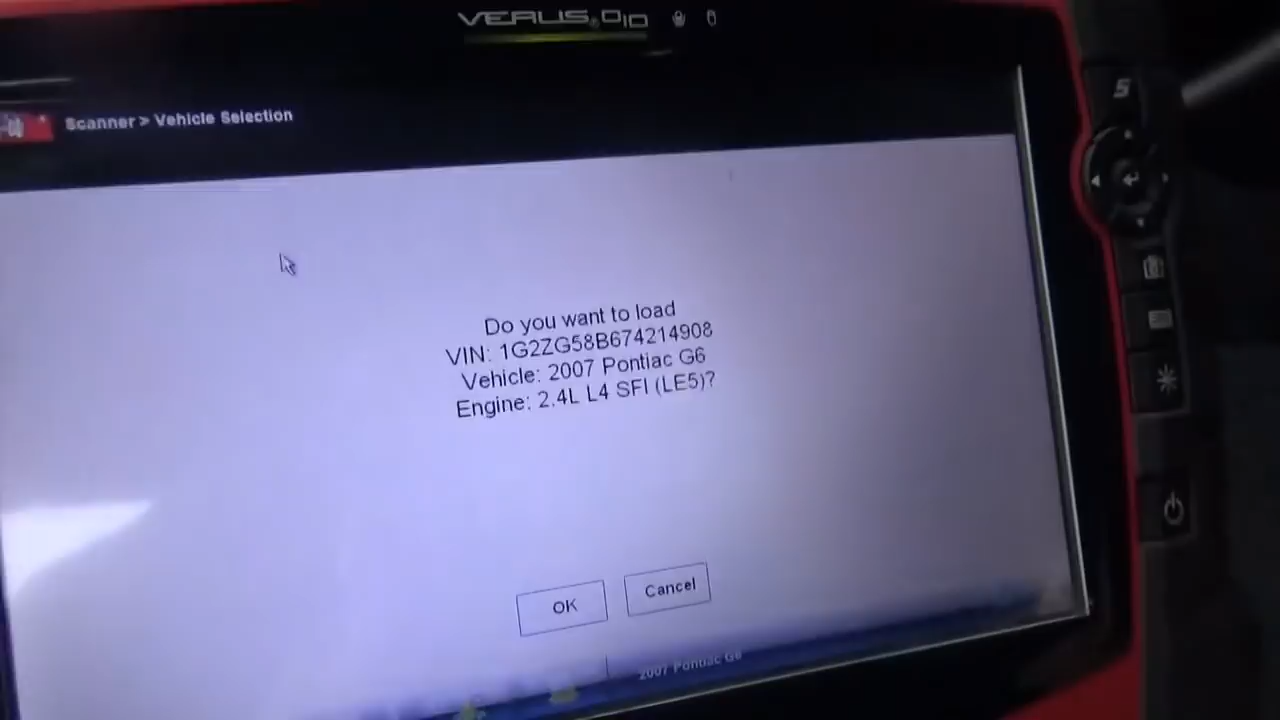 VERUS PRO
Scanner > Vehicle Selection
Do you want to load
VIN: 1G2ZG58B674214908
Vehicle: 2007 Pontiac G6
Engine: 2.4L L4 SFI (LE5)?
OK
Cancel
2007 Pontiac G6
S